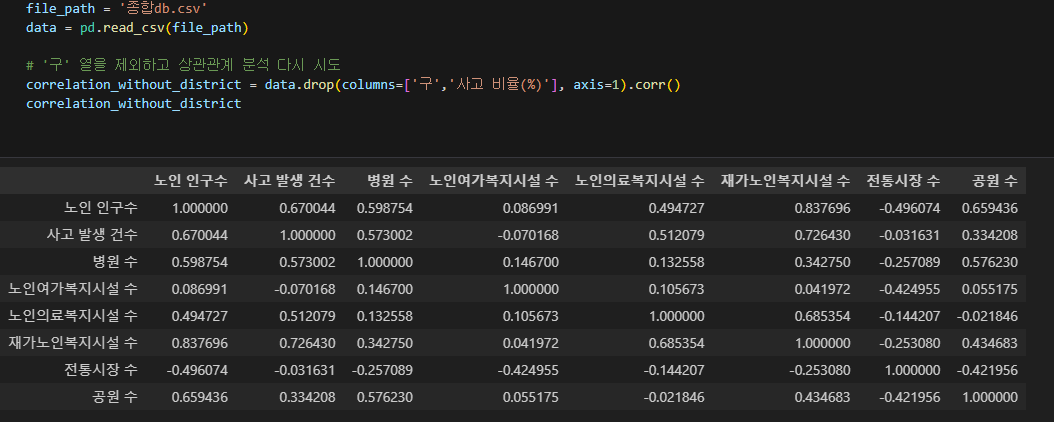 file_path = '종합db.csv'
data = pd.read_csv(file_path)
# '구' 열을 제외하고 상관관계 분석 다시 시도
correlation_without_district = data.drop(columns=['구','사고 비율(%)'], axis=1).corr()
correlation_without_district
노인 인구수 사고 발생 건수 병원 수 노인여가복지시설 수 노인의료복지시설 수 재가노인복지시설 수 전통시장 수 공원 수
노인 인구수 1.000000 0.670044 0.598754 0.086991 0.494727 0.837696 -0.496074 0.659436
사고 발생 건수 0.670044 1.000000 0.573002 -0.070168 0.512079 0.726430 -0.031631 0.334208
병원 수 0.598754 0.573002 1.000000 0.146700 0.132558 0.342750 -0.257089 0.576230
노인여가복지시설 수 0.086991 -0.070168 0.146700 1.000000 0.105673 0.041972 -0.424955 0.055175
노인의료복지시설 수 0.494727 0.512079 0.132558 0.105673 1.000000 0.685354 -0.144207 -0.021846
재가노인복지시설 수 0.837696 0.726430 0.342750 0.041972 0.685354 1.000000 -0.253080 0.434683
전통시장 수 -0.496074 -0.031631 -0.257089 -0.424955 -0.144207 -0.253080 1.000000 -0.421956
공원 수 0.659436 0.334208 0.576230 0.055175 -0.021846 0.434683 -0.421956 1.000000